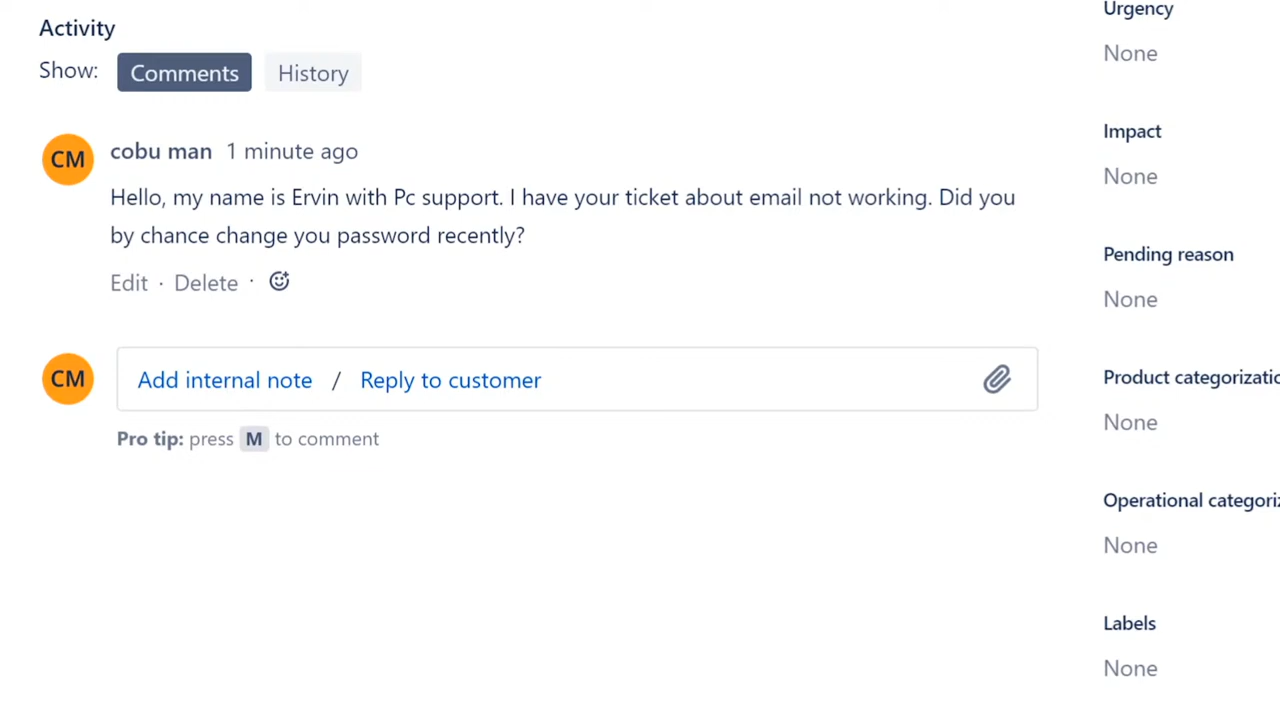 Activity
Show: Comments History
CM cobu man 1 minute ago
Hello, my name is Ervin with Pc support. I have your ticket about email not working. Did you
by chance change you password recently?
Edit · Delete ·
CM Add internal note / Reply to customer
Pro tip: press M to comment
Urgency
None
Impact
None
Pending reason
None
Product categorizatio
None
Operational categoriz
None
Labels
None